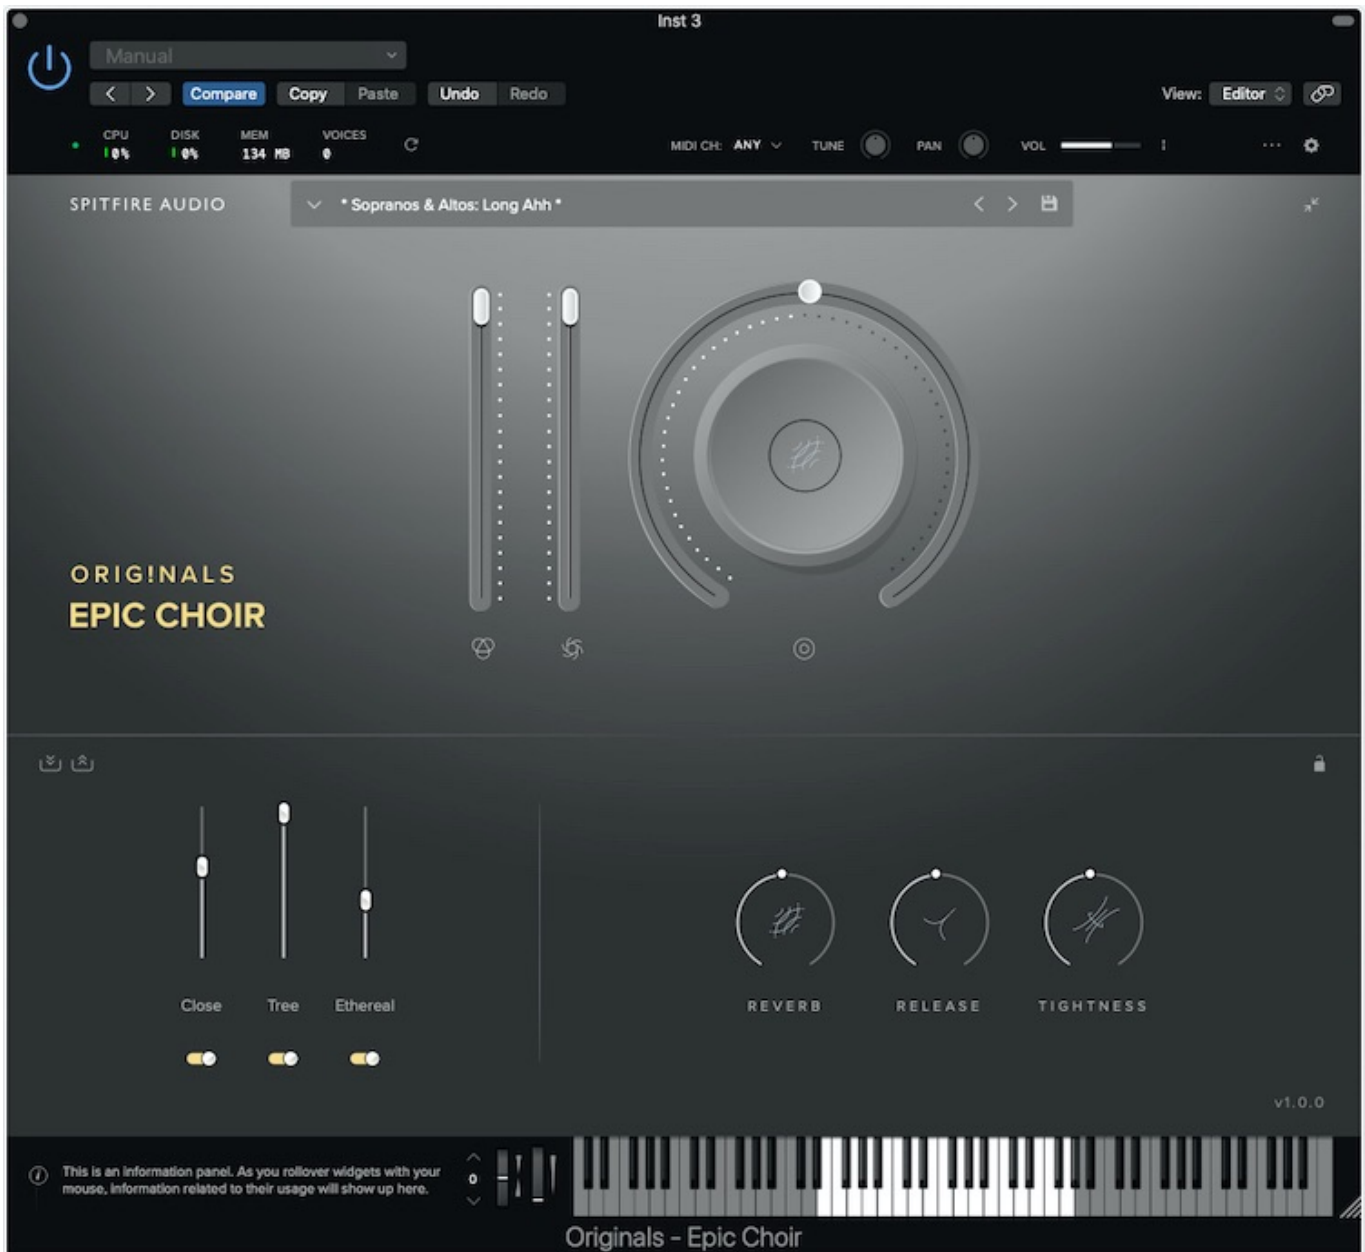 Inst 3
Manual
Compare Copy Paste Undo Redo View: Editor
CPU DISK MEM VOICES
0% 0% 134 MB 0
MIDI CH: ANY TUNE PAN VOL
SPITFIRE AUDIO * Sopranos & Altos: Long Ahh *
ORIG!NALS
EPIC CHOIR
Close Tree Ethereal REVERB RELEASE TIGHTNESS
v1.0.0
This is an information panel. As you rollover widgets with your
mouse, information related to their usage will show up here.
0
Originals - Epic Choir